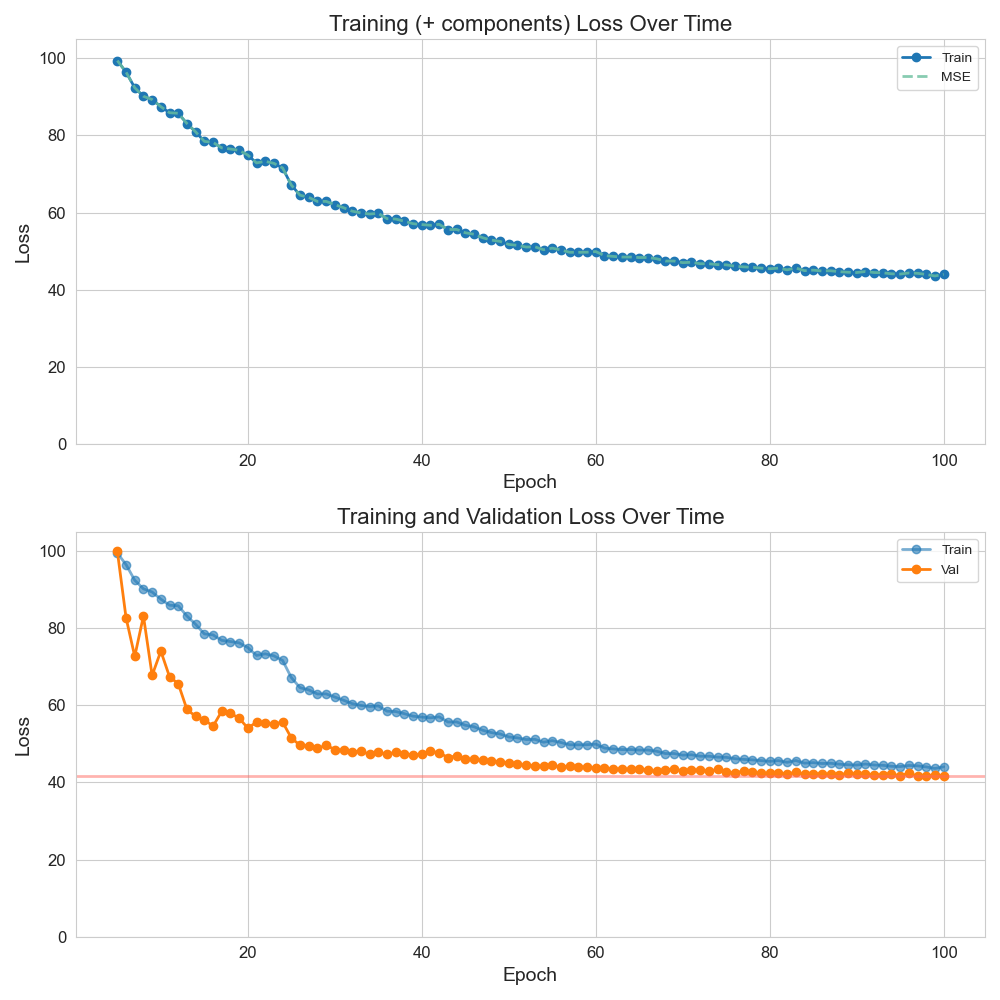 Training (+ components) Loss Over Time
Train
MSE
Loss
100
80
60
40
20
0
20 40 60 80 100
Epoch
Training and Validation Loss Over Time
Train
Val
Loss
100
80
60
40
20
0
20 40 60 80 100
Epoch